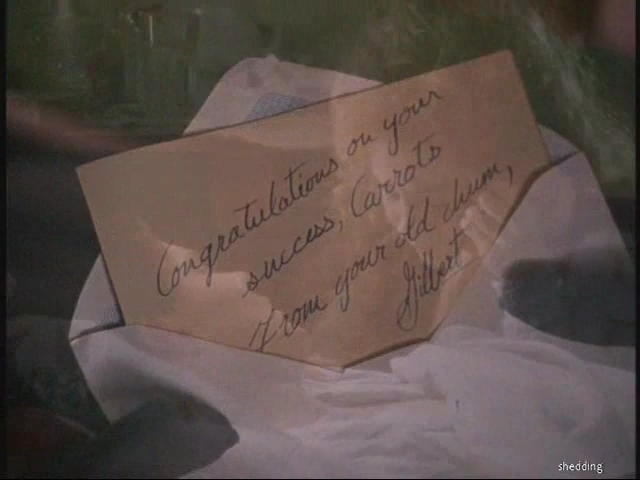 Congratulations on your
success, Carrots
From your old chum,
Gilbert
shedding